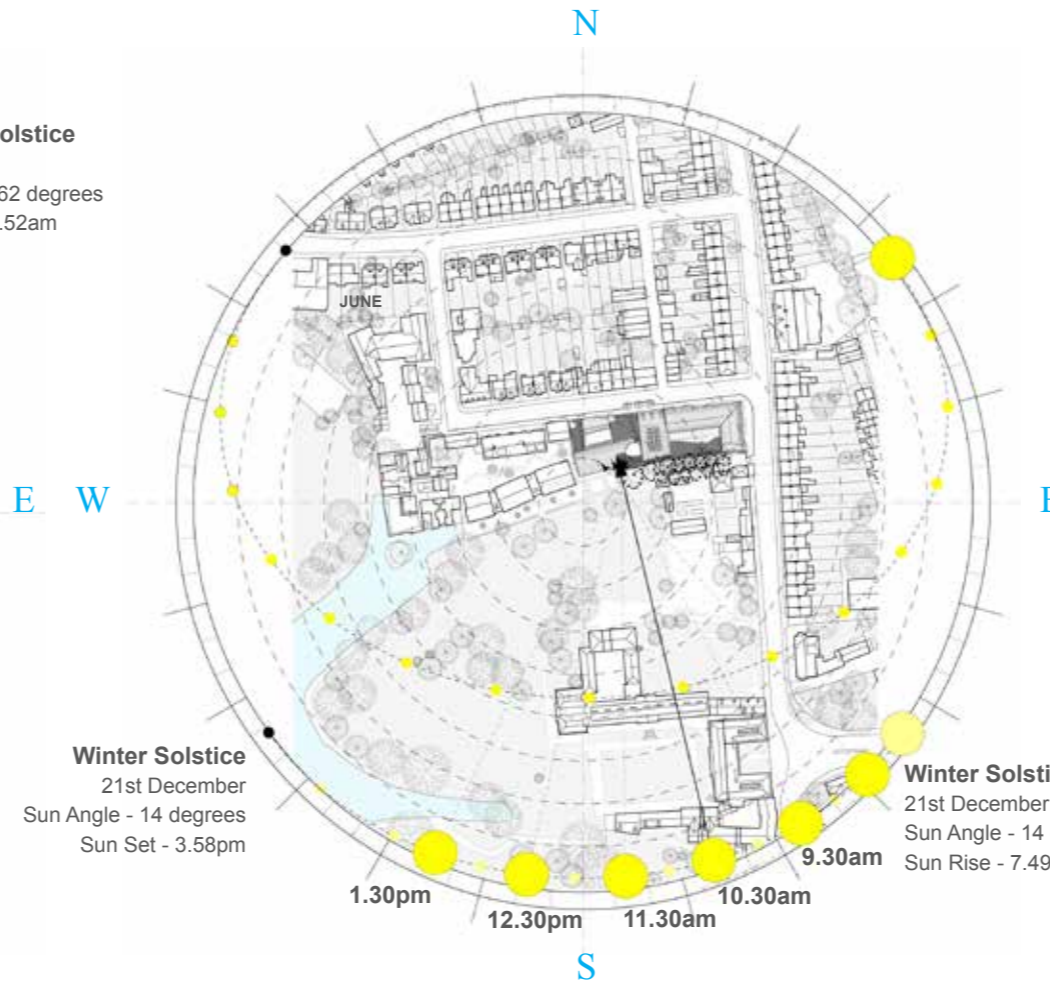 N
olstice
62 degrees
.52am
JUNE
E
W
E
Winter Solstice
21st December
Sun Angle - 14 degrees
Sun Set - 3.58pm
Winter Solsti
21st December
Sun Angle - 14
Sun Rise - 7.49
9.30am
10.30am
11.30am
12.30pm
1.30pm
S